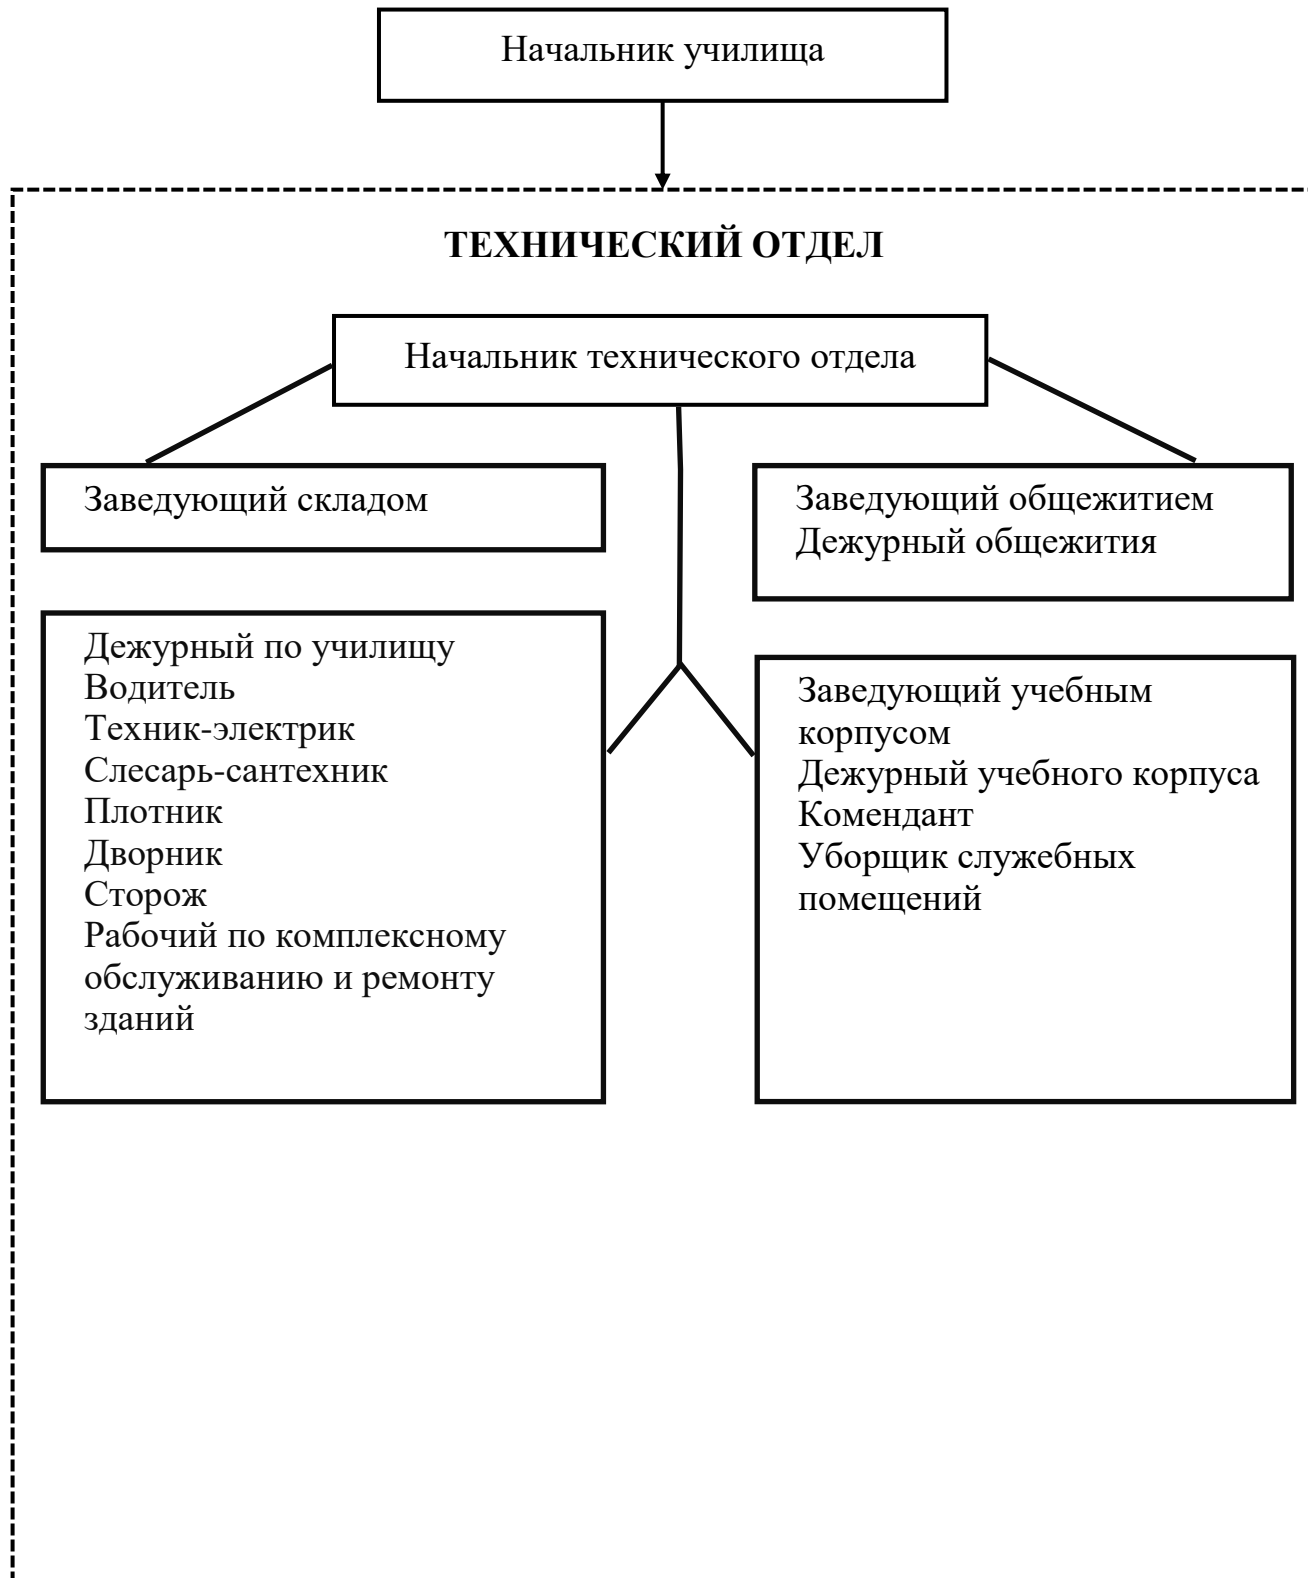 Начальник училища
ТЕХНИЧЕСКИЙ ОТДЕЛ
Начальник технического отдела
Заведующий складом
Заведующий общежитием
Дежурный общежития
Дежурный по училищу
Водитель
Техник-электрик
Слесарь-сантехник
Плотник
Дворник
Сторож
Рабочий по комплексному
обслуживанию и ремонту
зданий
Заведующий учебным
корпусом
Дежурный учебного корпуса
Комендант
Уборщик служебных
помещений